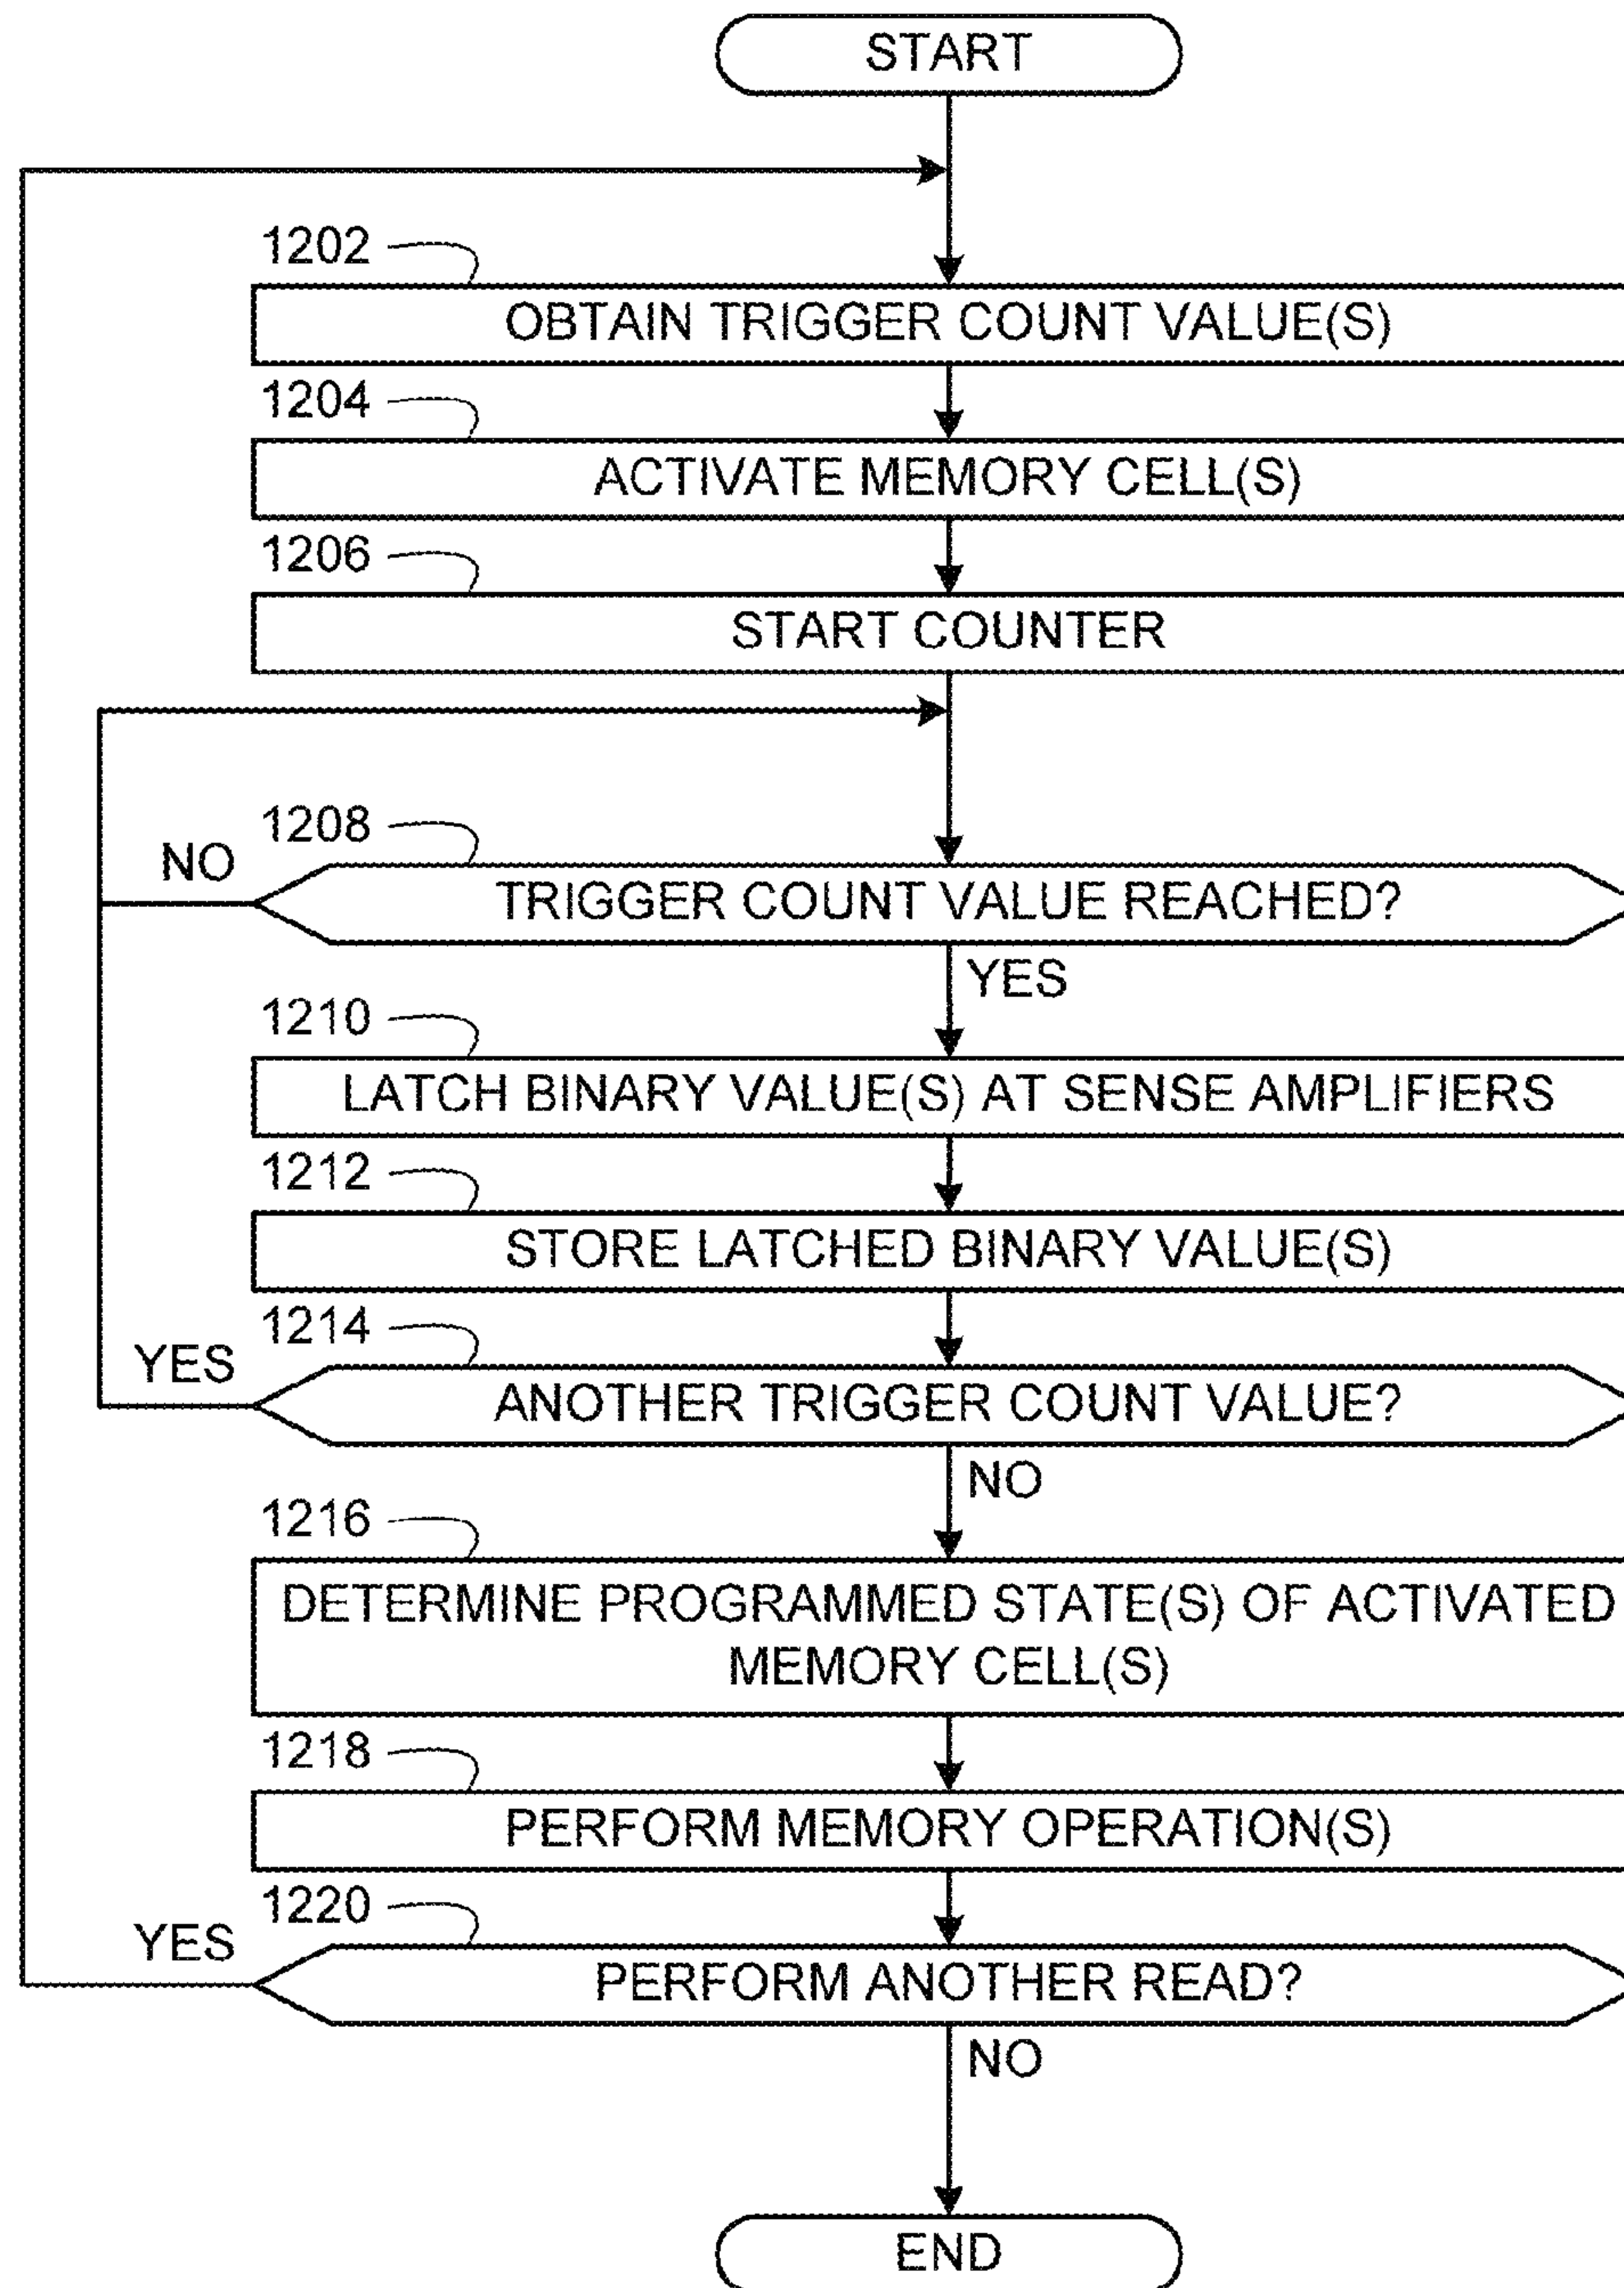 START
1202
OBTAIN TRIGGER COUNT VALUE(S)
1204
ACTIVATE MEMORY CELL(S)
1206
START COUNTER
1208
NO
TRIGGER COUNT VALUE REACHED?
YES
1210
LATCH BINARY VALUE(S) AT SENSE AMPLIFIERS
1212
STORE LATCHED BINARY VALUE(S)
1214
YES
ANOTHER TRIGGER COUNT VALUE?
NO
1216
DETERMINE PROGRAMMED STATE(S) OF ACTIVATED
MEMORY CELL(S)
1218
PERFORM MEMORY OPERATION(S)
1220
YES
PERFORM ANOTHER READ?
NO
END